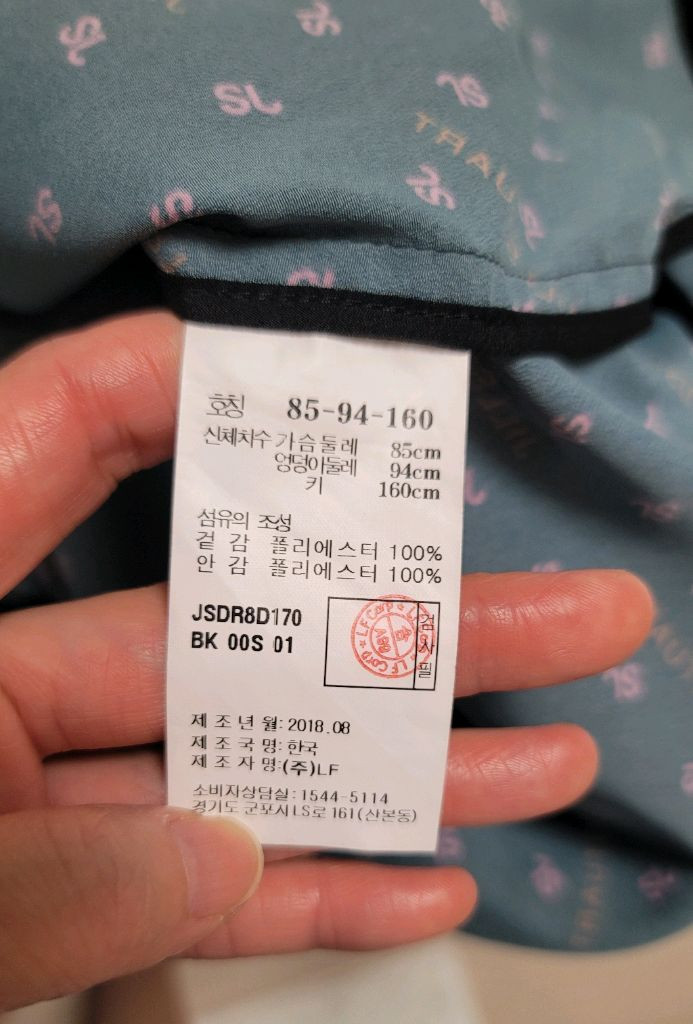 SL
호칭 85-94-160
신체치수 가슴둘레 85cm
엉덩이둘레 94cm
키 160cm
섬유의 조성
겉 감 폴리에스터 100%
안 감 폴리에스터 100%
JSDR8D170
BK 00S 01
LF Corp
검사필
제 조 년 월: 2018.08
제 조 국 명: 한국
제 조 자 명: (주)LF
소비자상담실: 1544-5114
경기도 군포시LS로 161(산본동)